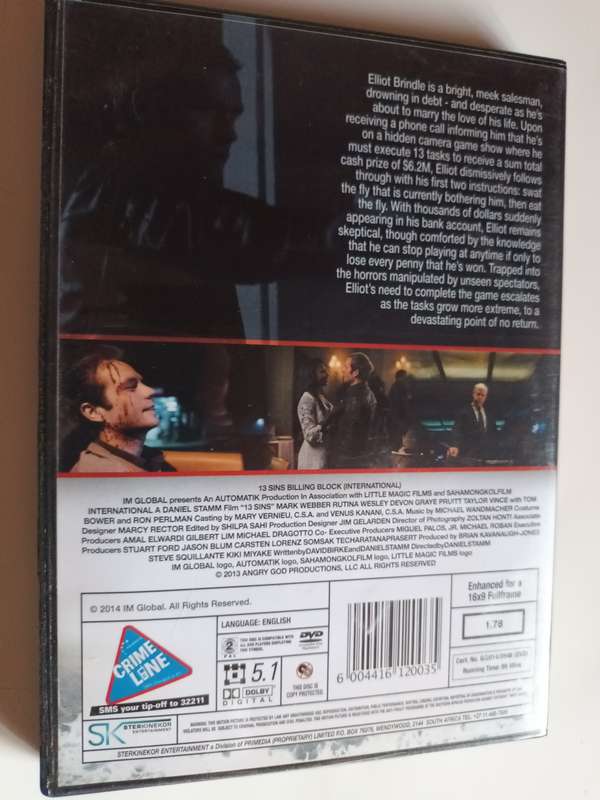 Elliot Brindle is a bright, meek salesman,
drowning in debt - and desperate as he's
about to marry the love of his life. Upon
receiving a phone call informing him that he's
on a hidden camera game show where he
must execute 13 tasks to receive a sum total
cash prize of $6.2M, Elliot dismissively follows
through with his first two instructions: swat
the fly that is currently bothering him, then eat
the fly. With thousands of dollars suddenly
appearing in his bank account, Elliot remains
skeptical, though comforted by the knowledge
that he can stop playing at anytime if only to
lose every penny that he's won. Trapped into
the horrors manipulated by unseen spectators,
Elliot's need to complete the game escalates
as the tasks grow more extreme, to a
devastating point of no return.
13 SINS BILLING BLOCK (INTERNATIONAL)
IM GLOBAL presents An AUTOMATIK Production In Association with LITTLE MAGIC FILMS and SAHAMONGKOLFILM
INTERNATIONAL A DANIEL STAMM Film "13 SINS" MARK WEBBER RUTINA WESLEY DEVON GRAYE PRUITT TAYLOR VINCE with TOM
BOWER and RON PERLMAN Casting by MARY VERNIEU, C.S.A. and VENUS KANANI, C.S.A. Music by MICHAEL WANDMACHER Costume
Designer MARCY RECTOR Edited by SHILPA SAHI Production Designer JIM GELARDEN Director of Photography ZOLTAN HONTI Associate
Producers AMAL ELWARDI GILBERT LIM MICHAEL DRAGOTTO Co- Executive Producers MIGUEL PALOS, JR. MICHAEL ROBAN Executive
Producers STUART FORD JASON BLUM CARSTEN LORENZ SOMSAK TECHARATANAPRASERT Produced by BRIAN KAVANAUGH-JONES
STEVE SQUILLANTE KIKI MIYAKE WrittenbyDAVIDBIRKEandDANIELSTAMM DirectedbyDANIELSTAMM
IM GLOBAL logo, AUTOMATIK logo, SAHAMONGKOLFILM logo, LITTLE MAGIC FILMS logo
© 2013 ANGRY GOD PRODUCTIONS, LLC ALL RIGHTS RESERVED
© 2014 IM Global. All Rights Reserved.
CRIME
LINE
SMS your tip-off to 32211
SK STERKINEKOR
ENTERTAINMENT
LANGUAGE: ENGLISH
2
PAL
THIS DVD IS COMPATIBLE WITH
ALL DVD PLAYERS DISPLAYING
THIS SYMBOL
DVD
5.1
DOLBY
DIGITAL
THIS DISC IS
COPY PROTECTED
6 004416 120035
Enhanced for a
16x9 Fullframe
1.78
Running Time: Mins
STERKINEKOR ENTERTAINMENT a Division of PRIMEDIA (PROPRIETARY) LIMITED P.O. BOX 76276, WENDYWOOD, 2144 SOUTH AFRICA TEL: